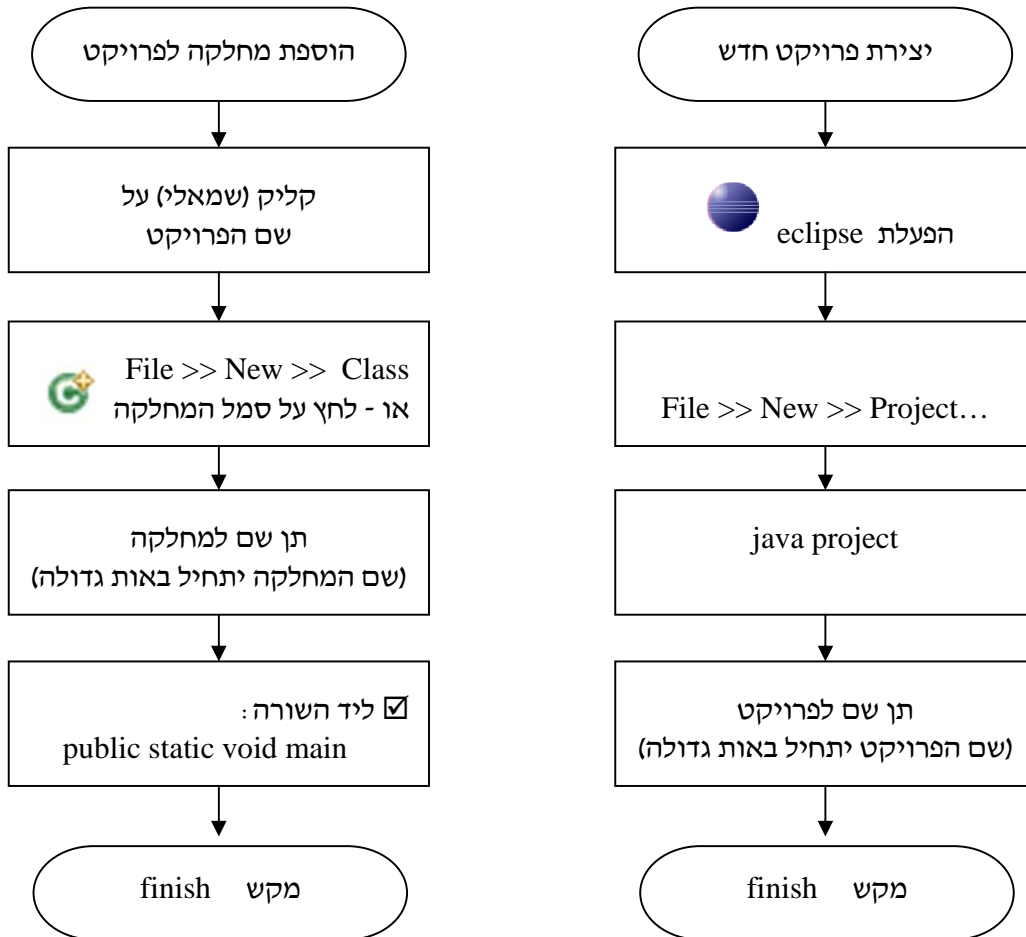 יצירת פרויקט חדש
הפעלת eclipse
File >> New >> Project…
java project
תן שם לפרויקט
(שם הפרויקט יתחיל באות גדולה)
מקש finish
הוספת מחלקה לפרויקט
קליק (שמאלי) על
שם הפרויקט
File >> New >> Class
או - לחץ על סמל המחלקה
C
תן שם למחלקה
(שם המחלקה יתחיל באות גדולה)
☑ ליד השורה:
public static void main
מקש finish